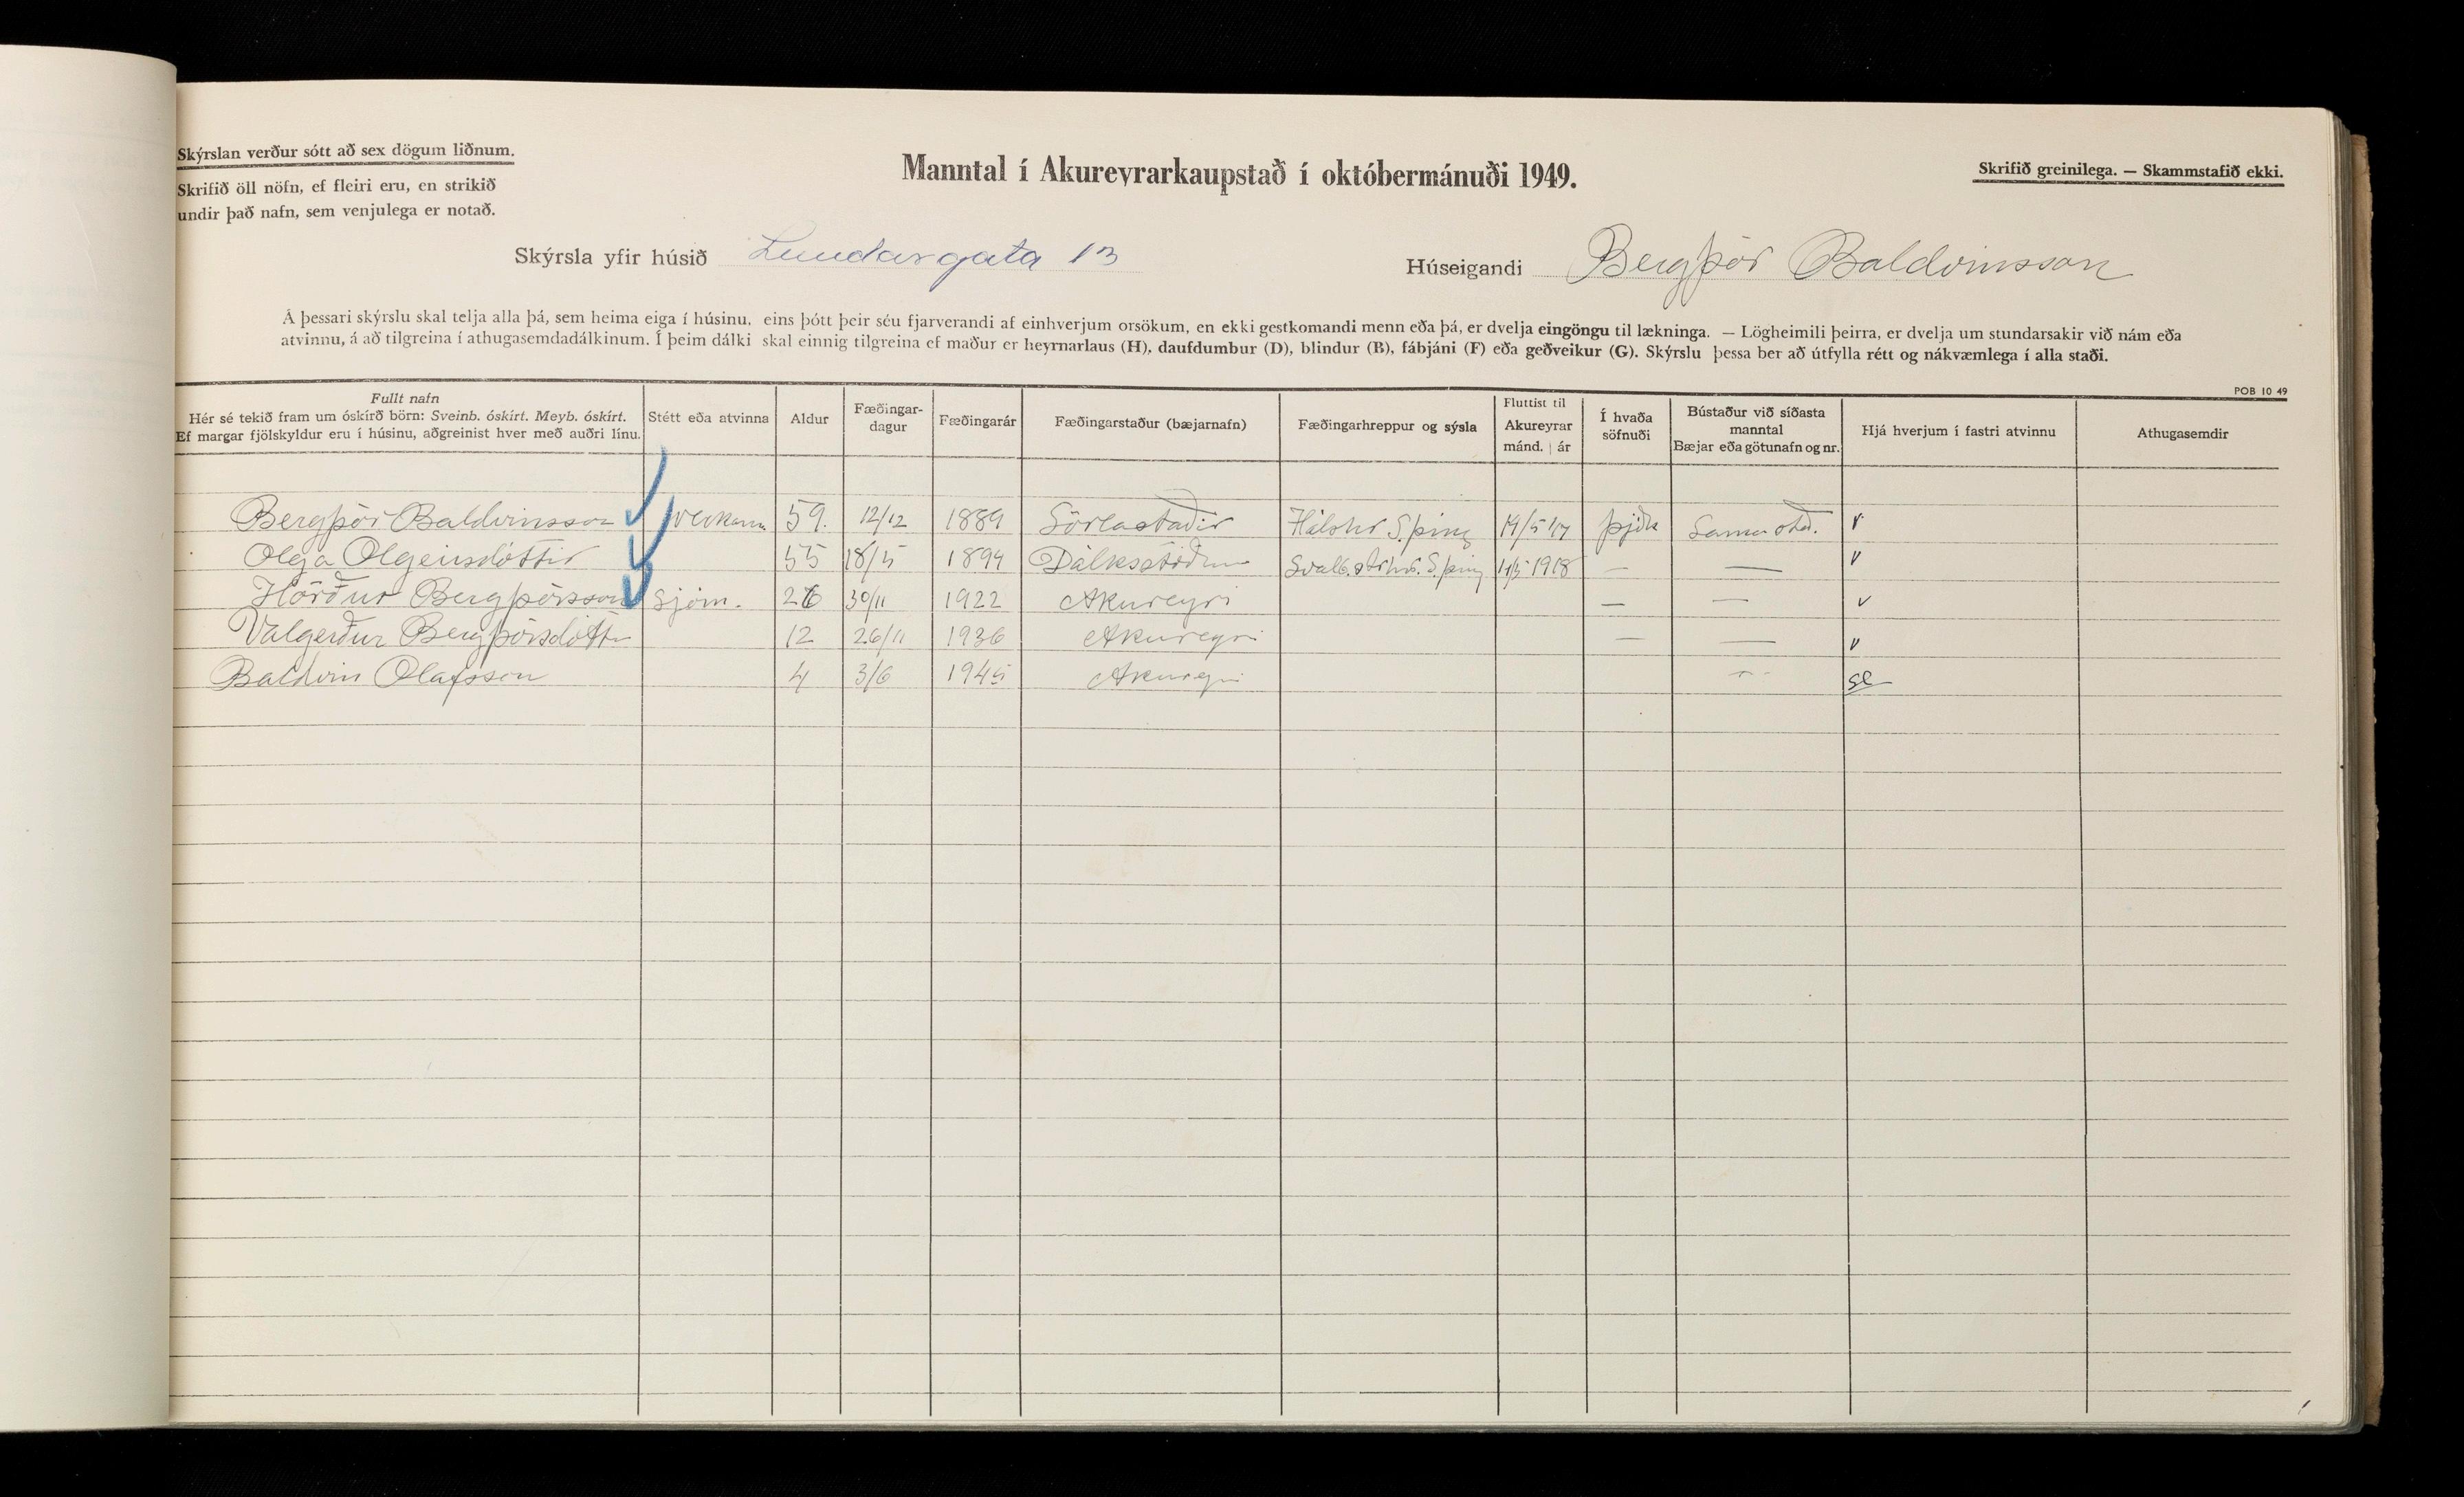 Skýrslan verður sótt að sex dögum liðnum.
Skrifið öll nöfn, ef fleiri eru, en strikið
undir það nafn, sem venjulega er notað.
Manntal í Akureyrarkaupstað í októbermánuði 1949.
Skrifið greinilega. — Skammstafið ekki.
Skýrsla yfir húsið Lundargata 13
Húseigandi Bergþór Baldvinsson
Á þessari skýrslu skal telja alla þá, sem heima eiga í húsinu, eins þótt þeir séu fjarverandi af einhverjum orsökum, en ekki gestkomandi menn eða þá, er dvelja eingöngu til lækninga. — Lögheimili þeirra, er dvelja um stundarsakir við nám eða
atvinnu, á að tilgreina í athugasemdadálkinum. Í þeim dálki skal einnig tilgreina ef maður er heyrnarlaus (H), daufdumbur (D), blindur (B), fábjáni (F) eða geðveikur (G). Skýrslu þessa ber að útfylla rétt og nákvæmlega í alla staði.
POB 10 49
Fullt nafn
Hér sé tekið fram um óskírð börn: Sveinb. óskírt. Meyb. óskírt.
Ef margar fjölskyldur eru í húsinu, aðgreinist hver með auðri línu.
Stétt eða atvinna
Aldur
Fæðingar-
dagur
Fæðingarár
Fæðingarstaður (bæjarnafn)
Fæðingarhreppur og sýsla
Fluttist til
Akureyrar
mánd. | ár
Í hvaða
söfnuði
Bústaður við síðasta
manntal
Bæjar eða götunafn og nr.
Hjá hverjum í fastri atvinnu
Athugasemdir
Bergþór Baldvinsson verkam. 59. 12/12 1889 Sörlastaðir Hálshr S.þing þjóðk Sama stað. v
Olga Olgeirsdóttir 55 18/5 1894 Dálksstöðum Svalb.strhr. S.þing 1918 — — v
Hörður Bergþórsson sjóm. 26 30/11 1922 Akureyri — — v
Valgerður Bergþórsdóttir 12 26/11 1936 Akureyri — — v
Baldvin Olafsson 4 3/6 1945 Akureyri